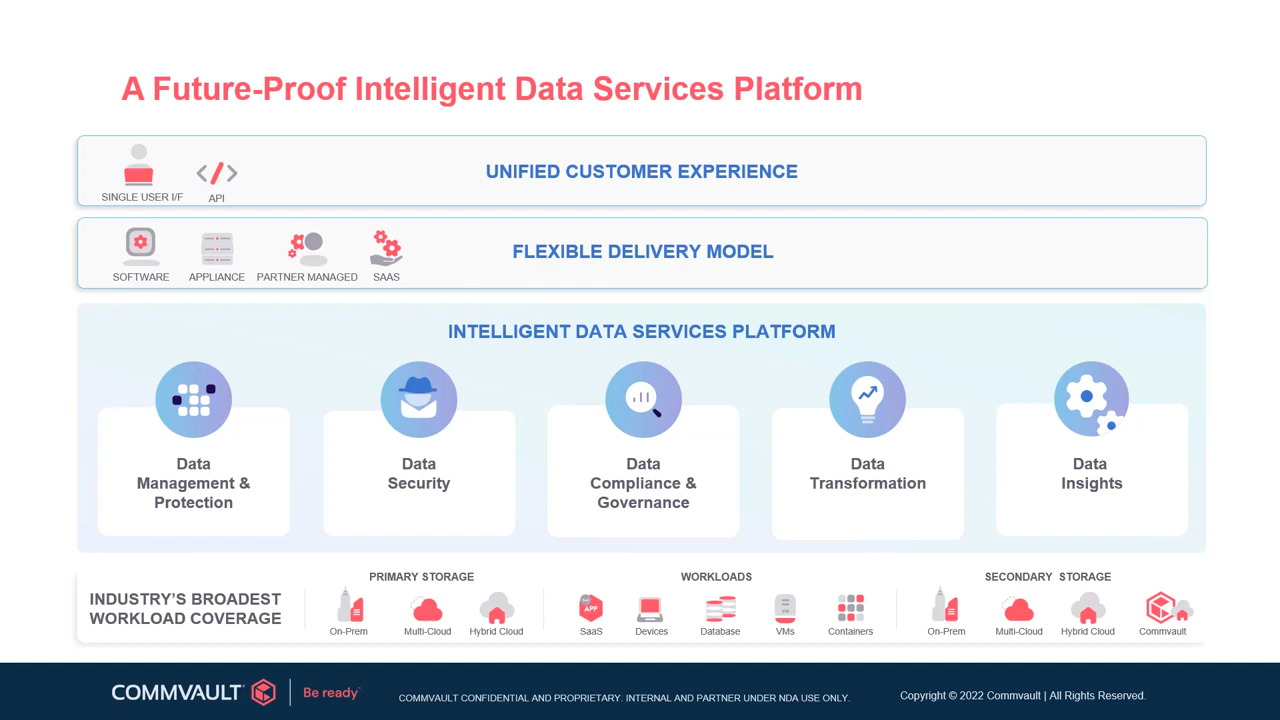 A Future-Proof Intelligent Data Services Platform
UNIFIED CUSTOMER EXPERIENCE
SINGLE USER I/F
API
FLEXIBLE DELIVERY MODEL
SOFTWARE
APPLIANCE
PARTNER MANAGED
SAAS
INTELLIGENT DATA SERVICES PLATFORM
Data
Management &
Protection
Data
Security
Data
Compliance &
Governance
Data
Transformation
Data
Insights
INDUSTRY'S BROADEST
WORKLOAD COVERAGE
PRIMARY STORAGE
On-Prem
Multi-Cloud
Hybrid Cloud
WORKLOADS
APP
SaaS
Devices
Database
VM
VMs
Containers
SECONDARY STORAGE
On-Prem
Multi-Cloud
Hybrid Cloud
Commvault
COMMVAULT
Be ready
COMMVAULT CONFIDENTIAL AND PROPRIETARY. INTERNAL AND PARTNER UNDER NDA USE ONLY.
Copyright © 2022 Commvault | All Rights Reserved.